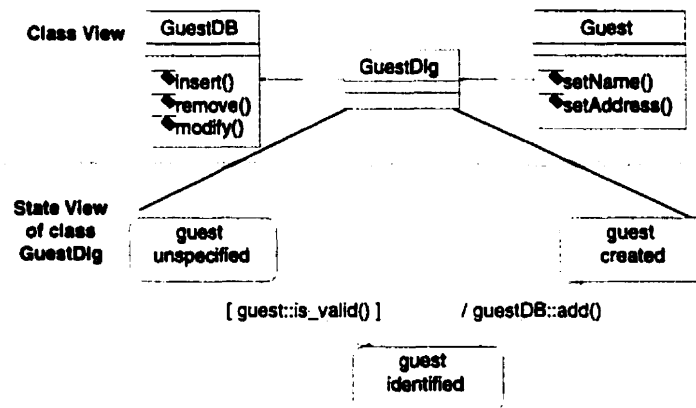 Class View
GuestDB
insert()
remove()
modify()
GuestDlg
Guest
setName()
setAddress()
State View
of class
GuestDlg
guest
unspecified
guest
created
[ guest::is_valid() ]
/ guestDB::add()
guest
identified